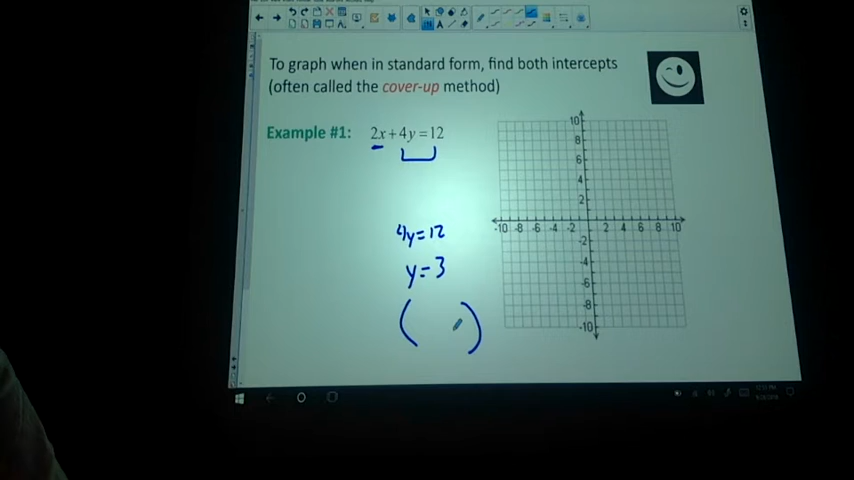 To graph when in standard form, find both intercepts
(often called the cover-up method)
Example #1: 2x + 4y = 12
4y = 12
y = 3
( )
10
8
6
4
2
-10 -8 -6 -4 -2 2 4 6 8 10
-2
-4
-6
-8
-10